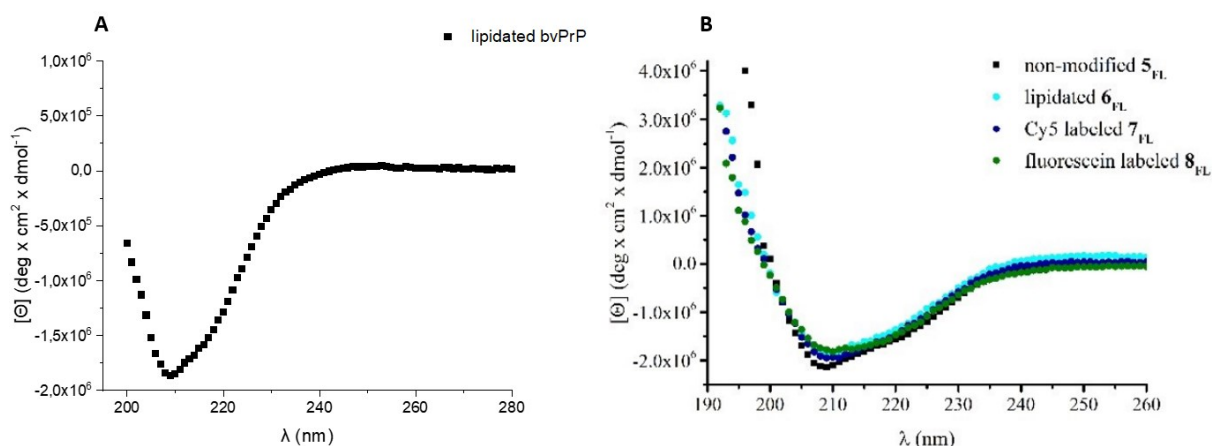 A
■ lipidated bvPrP
1,0x10⁶
5,0x10⁵
0,0
-5,0x10⁵
-1,0x10⁶
-1,5x10⁶
-2,0x10⁶
200 220 240 260 280
λ (nm)
[Θ] (deg x cm² x dmol⁻¹)
B
non-modified 5FL
lipidated 6FL
Cy5 labeled 7FL
fluorescein labeled 8FL
4.0x10⁶
3.0x10⁶
2.0x10⁶
1.0x10⁶
0.0
-1.0x10⁶
-2.0x10⁶
190 200 210 220 230 240 250 260
λ (nm)
[Θ] (deg x cm² x dmol⁻¹)